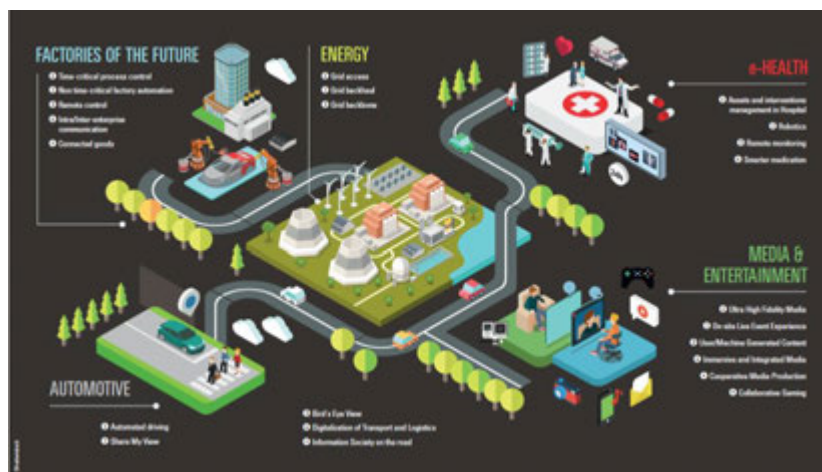 FACTORIES OF THE FUTURE
Time-critical process control
Non time-critical factory automation
Remote control
Intra/Inter-enterprise
communication
Connected goods
ENERGY
Grid access
Grid backhaul
Grid backbone
e-HEALTH
Assets and interventions
management in Hospital
Robotics
Remote monitoring
Smarter medication
MEDIA &
ENTERTAINMENT
Ultra High Fidelity Media
On-site Live Event Experience
User/Machine Generated Content
Immersive and Integrated Media
Cooperative Media Production
Collaborative Gaming
AUTOMOTIVE
Automated driving
Share My View
Bird's Eye View
Digitalization of Transport and Logistics
Information Society on the road